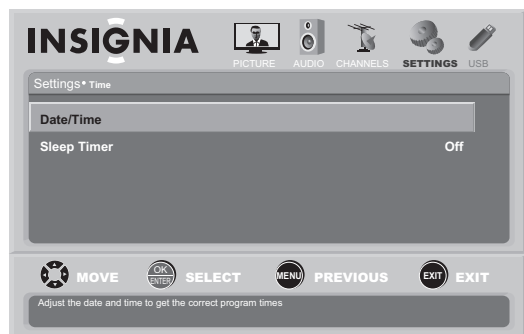 INSIGNIA
PICTURE AUDIO CHANNELS SETTINGS USB
Settings• Time
Date/Time
Sleep Timer Off
MOVE OK ENTER SELECT MENU PREVIOUS EXIT EXIT
Adjust the date and time to get the correct program times